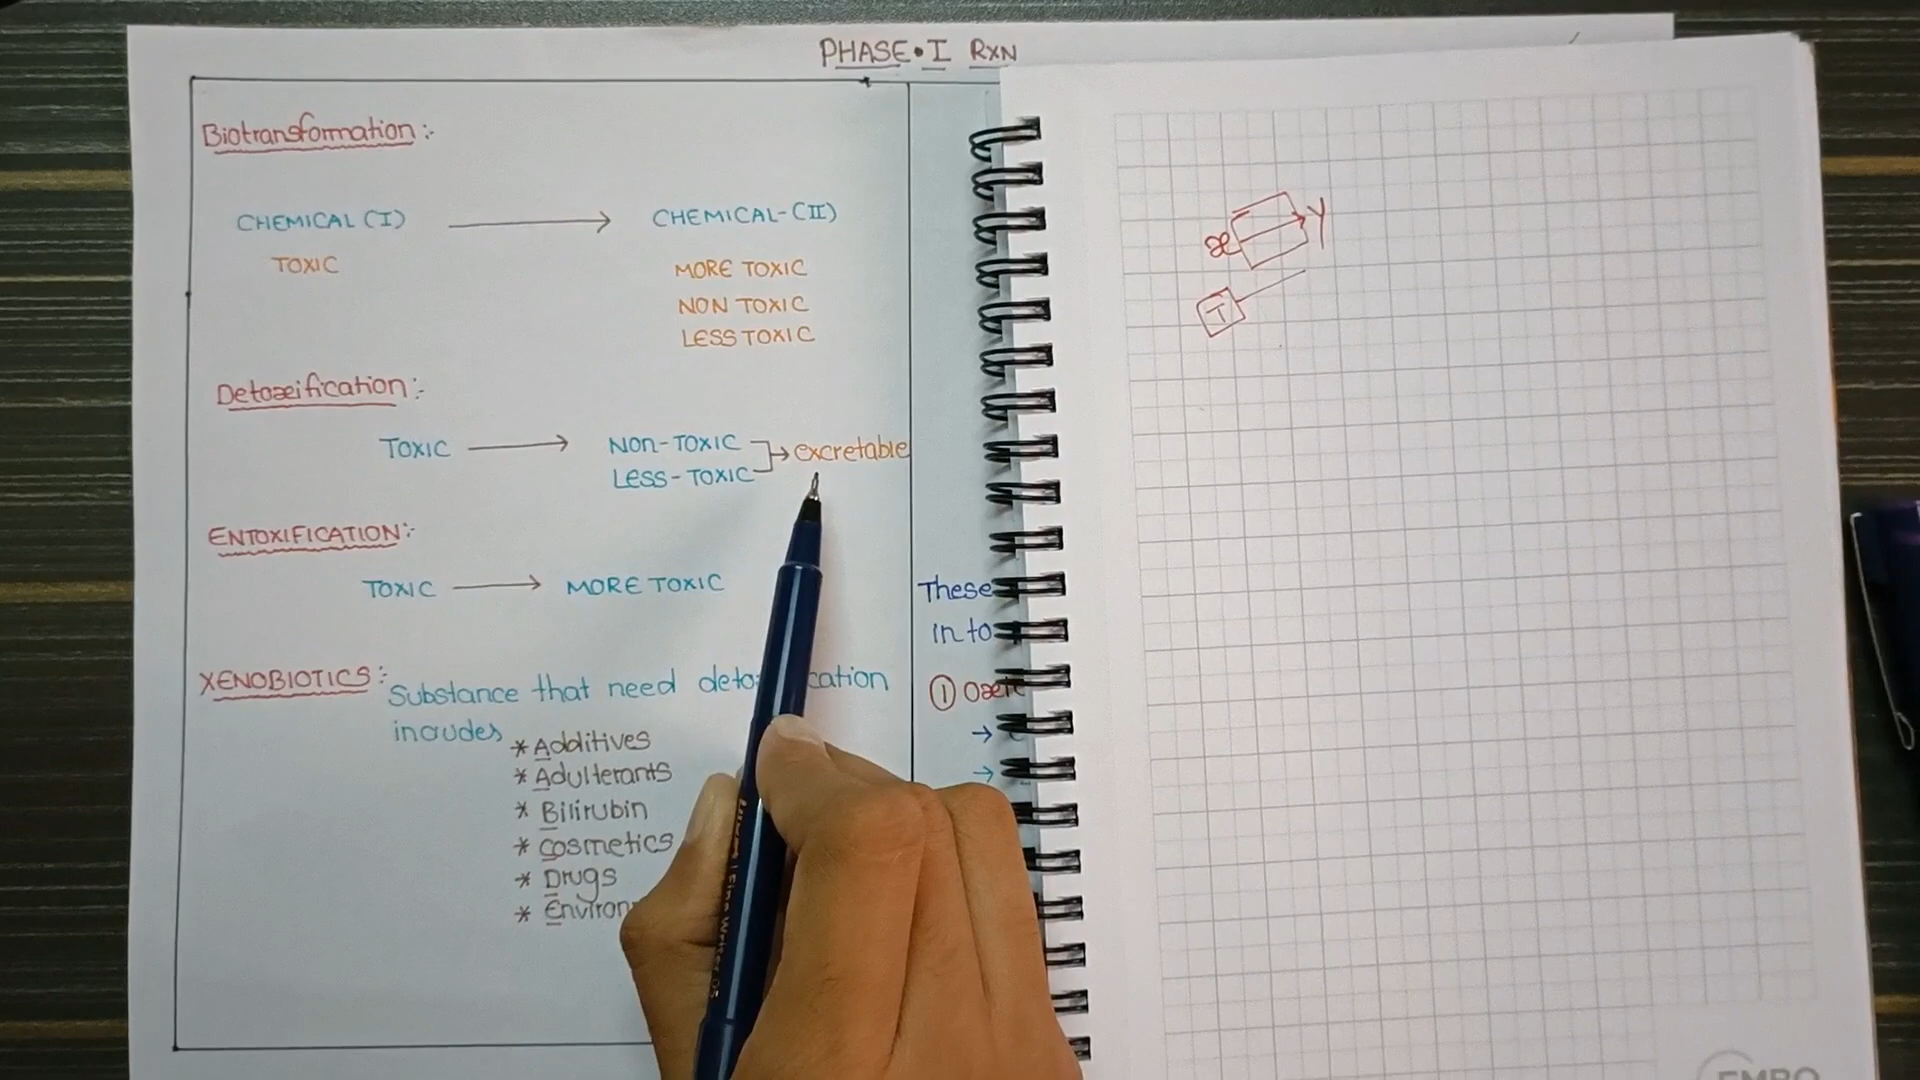 PHASE • I RXN
Biotransformation :-
CHEMICAL (I) → CHEMICAL-(II)
TOXIC
MORE TOXIC
NON TOXIC
LESS TOXIC
Detoxification :-
TOXIC → NON-TOXIC
LESS-TOXIC → excretable
ENTOXIFICATION:-
TOXIC → MORE TOXIC
XENOBIOTICS :- Substance that need
incudes
* Additives
* Adulterants
* Bilirubin
* Cosmetics
* Drugs
These
in to
①
x → y
T